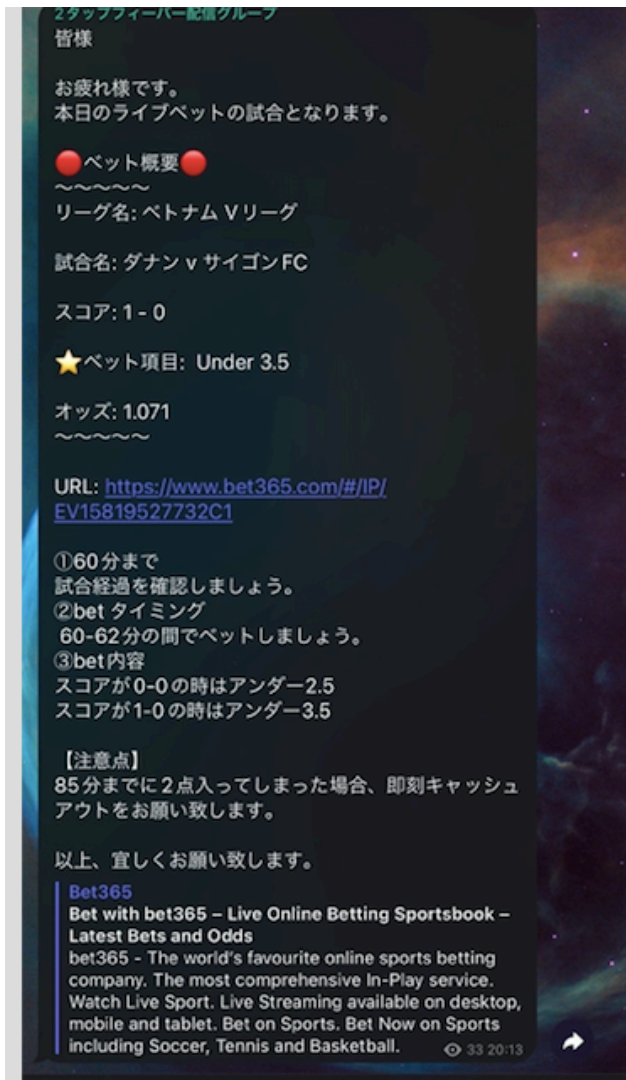 2タップフィーバー配信グループ
皆様
お疲れ様です。
本日のライブベットの試合となります。
🔴ベット概要🔴
〜〜〜〜〜
リーグ名: ベトナム Vリーグ
試合名: ダナン v サイゴンFC
スコア: 1 - 0
⭐ベット項目: Under 3.5
オッズ: 1.071
〜〜〜〜〜
URL: https://www.bet365.com/#/IP/
EV15819527732C1
①60分まで
試合経過を確認しましょう。
②bet タイミング
60-62分の間でベットしましょう。
③bet内容
スコアが0-0の時はアンダー2.5
スコアが1-0の時はアンダー3.5
【注意点】
85分までに2点入ってしまった場合、即刻キャッシュ
アウトをお願い致します。
以上、宜しくお願い致します。
Bet365
Bet with bet365 – Live Online Betting Sportsbook –
Latest Bets and Odds
bet365 - The world's favourite online sports betting
company. The most comprehensive In-Play service.
Watch Live Sport. Live Streaming available on desktop,
mobile and tablet. Bet on Sports. Bet Now on Sports
including Soccer, Tennis and Basketball.
33 20:13